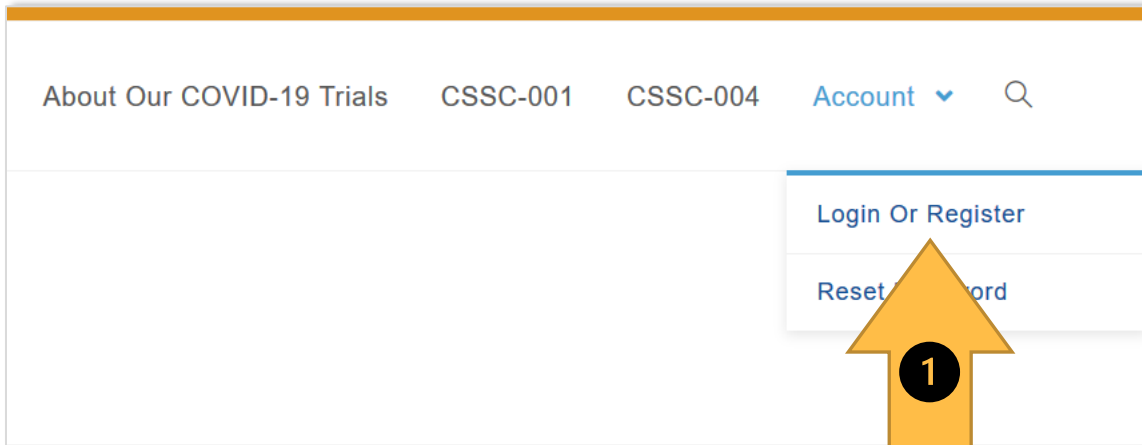 About Our COVID-19 Trials CSSC-001 CSSC-004 Account
Login Or Register
Reset
1